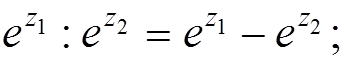 e^{z_1} : e^{z_2} = e^{z_1} − e^{z_2};